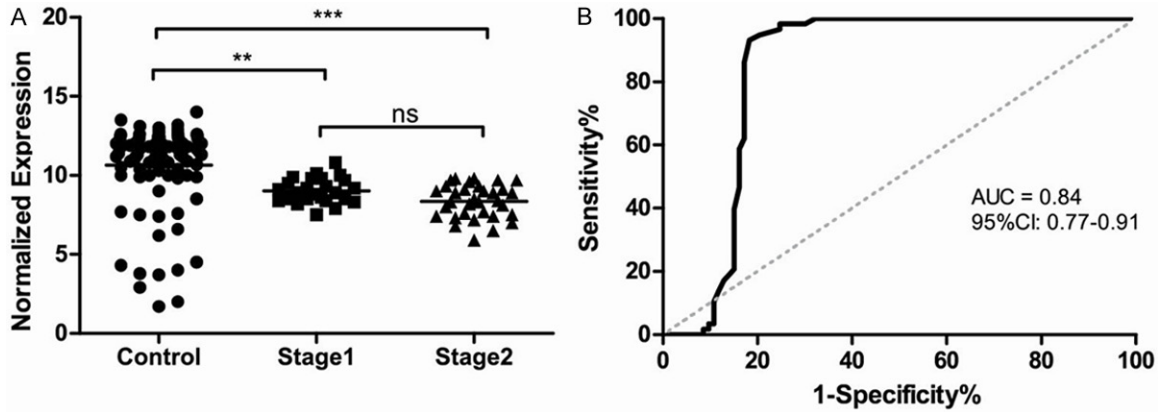 A
Normalized Expression
20
15
10
5
0
***
**
ns
Control Stage1 Stage2
B
Sensitivity%
100
80
60
40
20
0
AUC = 0.84
95%CI: 0.77-0.91
0 20 40 60 80 100
1-Specificity%